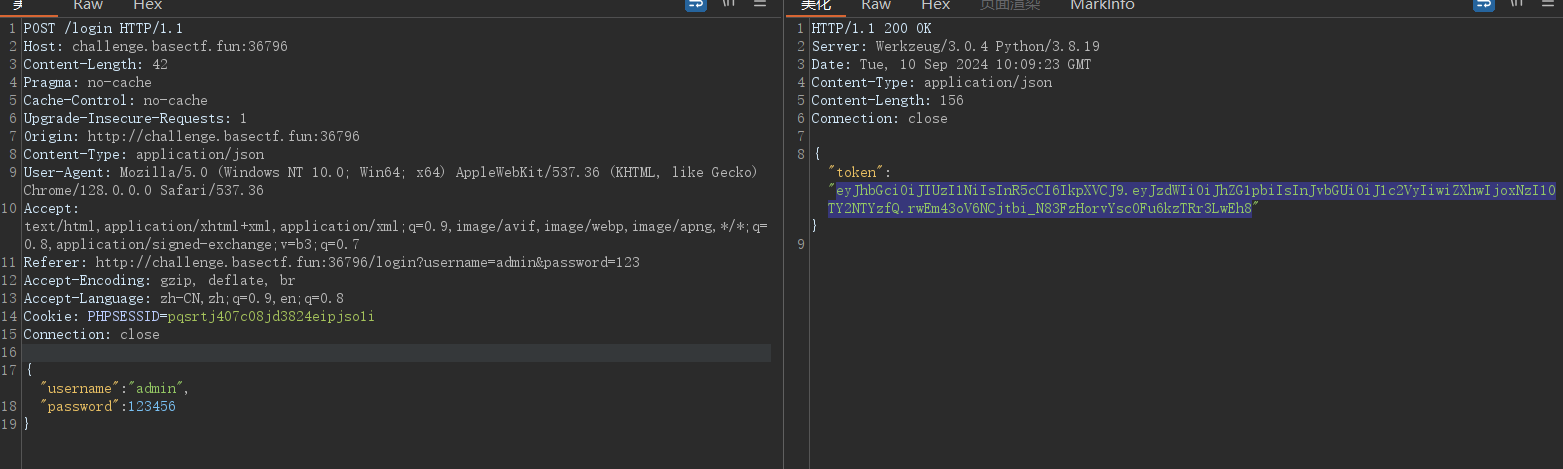 Raw Hex
1 POST /login HTTP/1.1
2 Host: challenge.basectf.fun:36796
3 Content-Length: 42
4 Pragma: no-cache
5 Cache-Control: no-cache
6 Upgrade-Insecure-Requests: 1
7 Origin: http://challenge.basectf.fun:36796
8 Content-Type: application/json
9 User-Agent: Mozilla/5.0 (Windows NT 10.0; Win64; x64) AppleWebKit/537.36 (KHTML, like Gecko)
Chrome/128.0.0.0 Safari/537.36
10 Accept:
text/html,application/xhtml+xml,application/xml;q=0.9,image/avif,image/webp,image/apng,*/*;q=
0.8,application/signed-exchange;v=b3;q=0.7
11 Referer: http://challenge.basectf.fun:36796/login?username=admin&password=123
12 Accept-Encoding: gzip, deflate, br
13 Accept-Language: zh-CN,zh;q=0.9,en;q=0.8
14 Cookie: PHPSESSID=pqsrtj407c08jd3824eipjso1i
15 Connection: close
16
17 {
"username":"admin",
18 "password":123456
19 }
美化 Raw Hex 页面渲染 MarkInfo
1 HTTP/1.1 200 OK
2 Server: Werkzeug/3.0.4 Python/3.8.19
3 Date: Tue, 10 Sep 2024 10:09:23 GMT
4 Content-Type: application/json
5 Content-Length: 156
6 Connection: close
7
8 {
"token":
"eyJhbGciOiJIUzI1NiIsInR5cCI6IkpXVCJ9.eyJzdWIiOiJhZG1pbiIsInJvbGUiOiJ1c2VyIiwiZXhwIjoxNzI1O
TY2NTYzfQ.rwEm43oV6NCjtbi_N83FzHorvYsc0Fu6kzTRr3LwEh8"
}
9